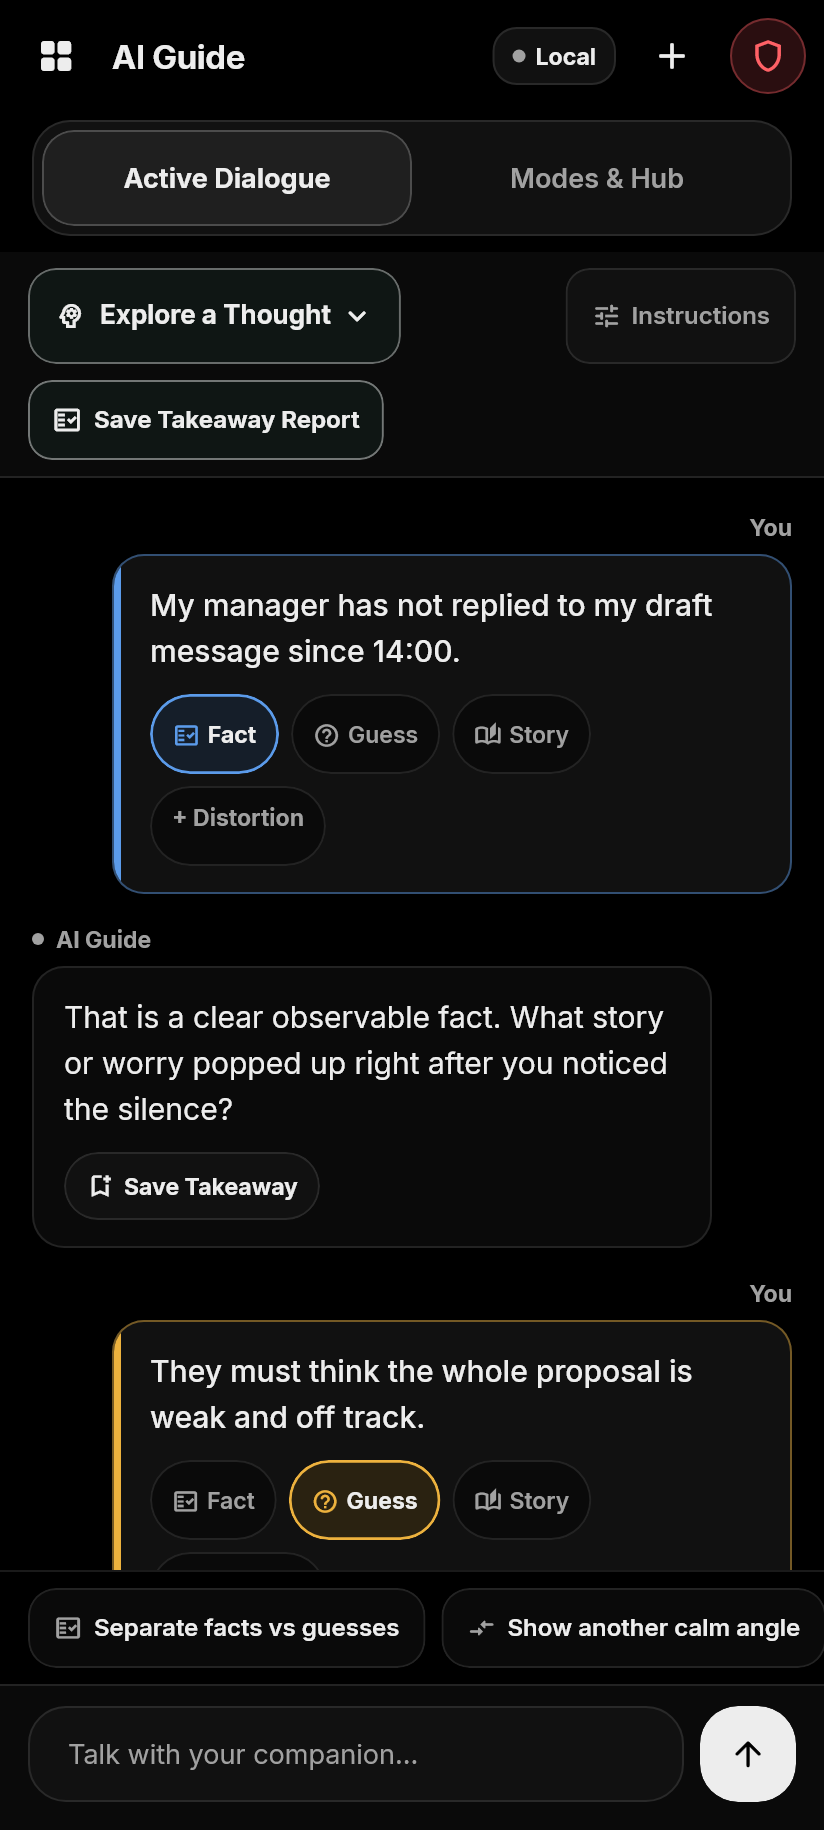 AI Guide
Local
Active Dialogue
Modes & Hub
Explore a Thought
Instructions
Save Takeaway Report
You
My manager has not replied to my draft
message since 14:00.
Fact
Guess
Story
+ Distortion
AI Guide
That is a clear observable fact. What story
or worry popped up right after you noticed
the silence?
Save Takeaway
You
They must think the whole proposal is
weak and off track.
Fact
Guess
Story
Separate facts vs guesses
Show another calm angle
Talk with your companion...